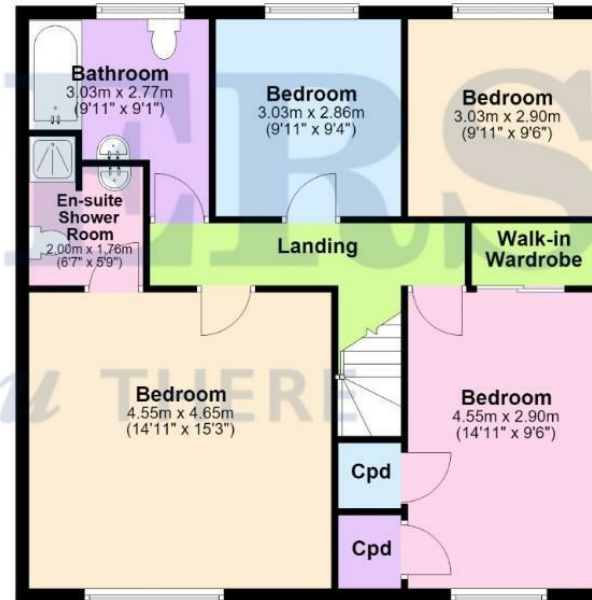 Bathroom
3.03m x 2.77m
(9'11" x 9'1")
Bedroom
3.03m x 2.86m
(9'11" x 9'4")
Bedroom
3.03m x 2.90m
(9'11" x 9'6")
En-suite
Shower
Room
2.00m x 1.76m
(6'7" x 5'9")
Landing
Walk-in
Wardrobe
Bedroom
4.55m x 4.65m
(14'11" x 15'3")
Bedroom
4.55m x 2.90m
(14'11" x 9'6")
Cpd
Cpd
ERS
u THERE